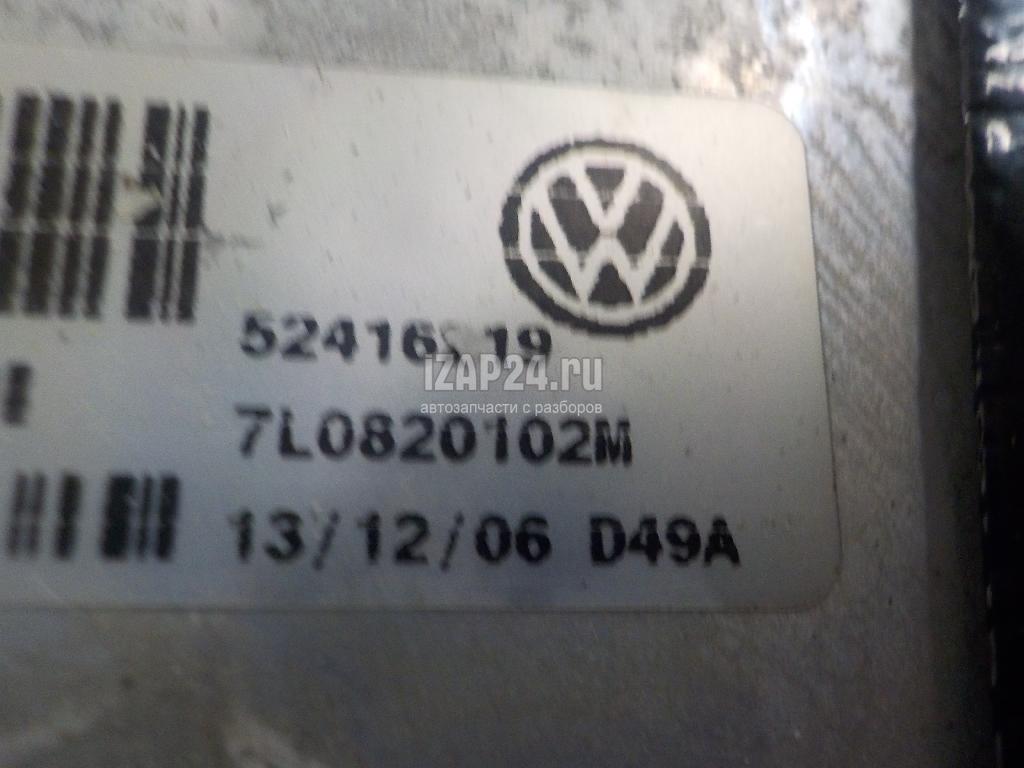 iZAP24.ru
автозапчасти с разборов
7L0820102M
13/12/06 D49A